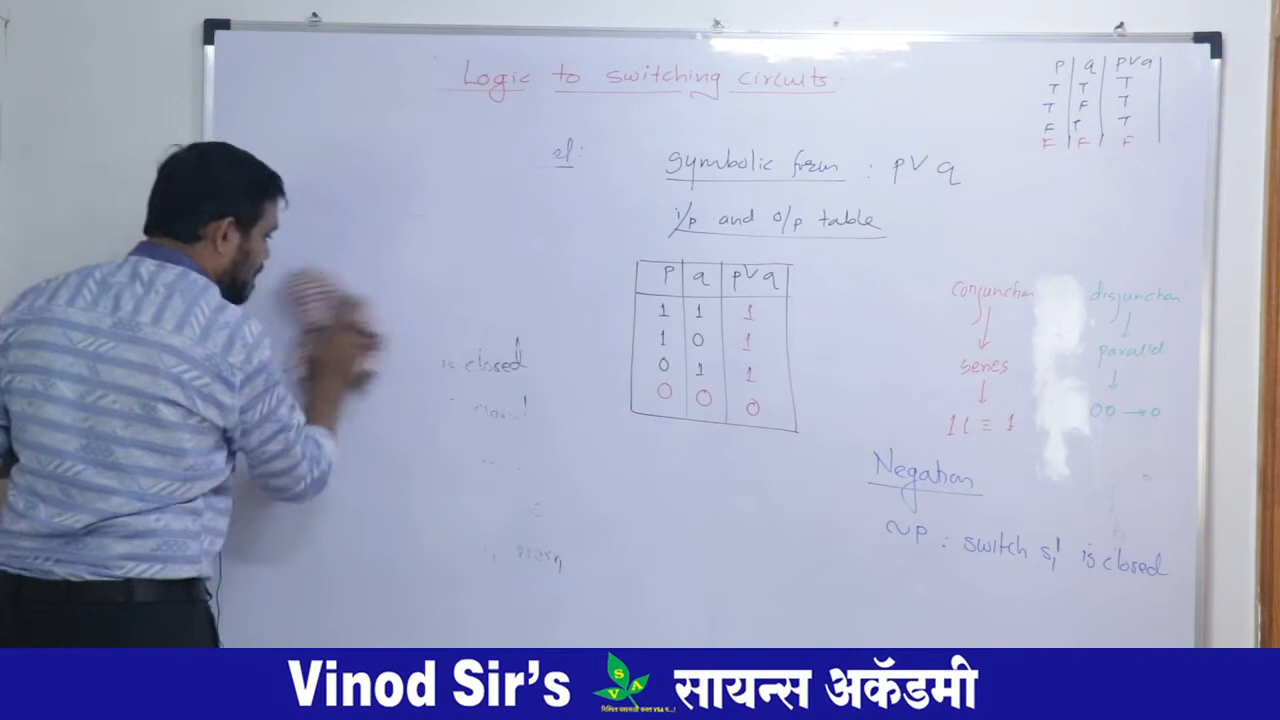 Logic to switching circuits
p q p∨q
T T T
T F T
F T T
F F F
sl:
symbolic form : p∨q
i/p and o/p table
p q p∨q
1 1 1
1 0 1
0 1 1
0 0 0
is closed
conjunction
↓
series
↓
11 ≡ 1
disjunction
↓
parallel
↓
00 → 0
Negation
~p : switch s₁' is closed
Vinod Sir's SVA सायन्स अकॅडमी